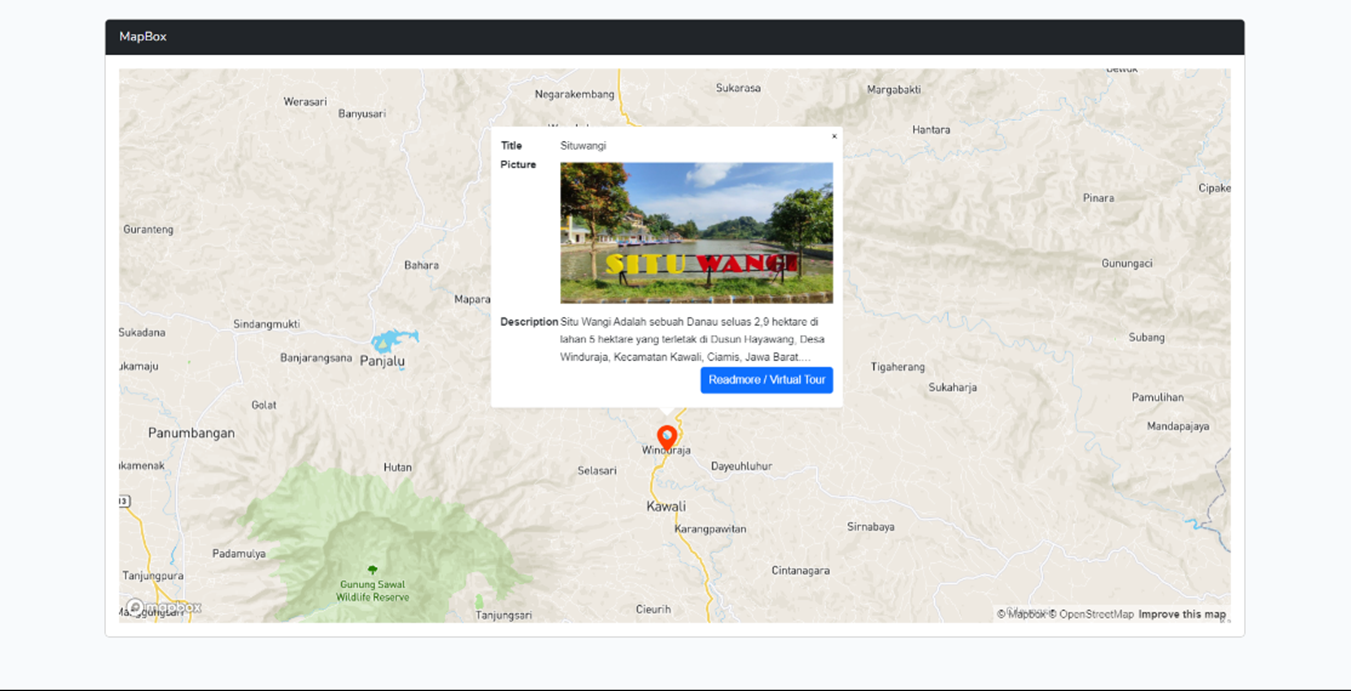 MapBox
Negarakembang
Sukarasa
Margabakti
Werasari
Banyusari
Hantara
Title Situwangi
Picture
Pinara
Guranteng
SITU WANGI
Bahara
Gunungaci
Mapara
Description Situ Wangi Adalah sebuah Danau seluas 2,9 hektare di
lahan 5 hektare yang terletak di Dusun Hayawang, Desa
Winduraja, Kecamatan Kawali, Ciamis, Jawa Barat....
Readmore / Virtual Tour
Sukadana
Sindangmukti
Subang
Banjarangsana
Panjalu
Tigaherang
Sukaharja
Pamulihan
Golat
Mandapajaya
Panumbangan
Winduraja
Hutan
Selasari
Dayeuhluhur
Kawali
Karangpawitan
Sirnabaya
Padamulya
Cintanagara
Tanjungpura
Gunung Sawal
Wildlife Reserve
mapbox
Cieurih
Tanjungsari
© Mapbox © OpenStreetMap Improve this map